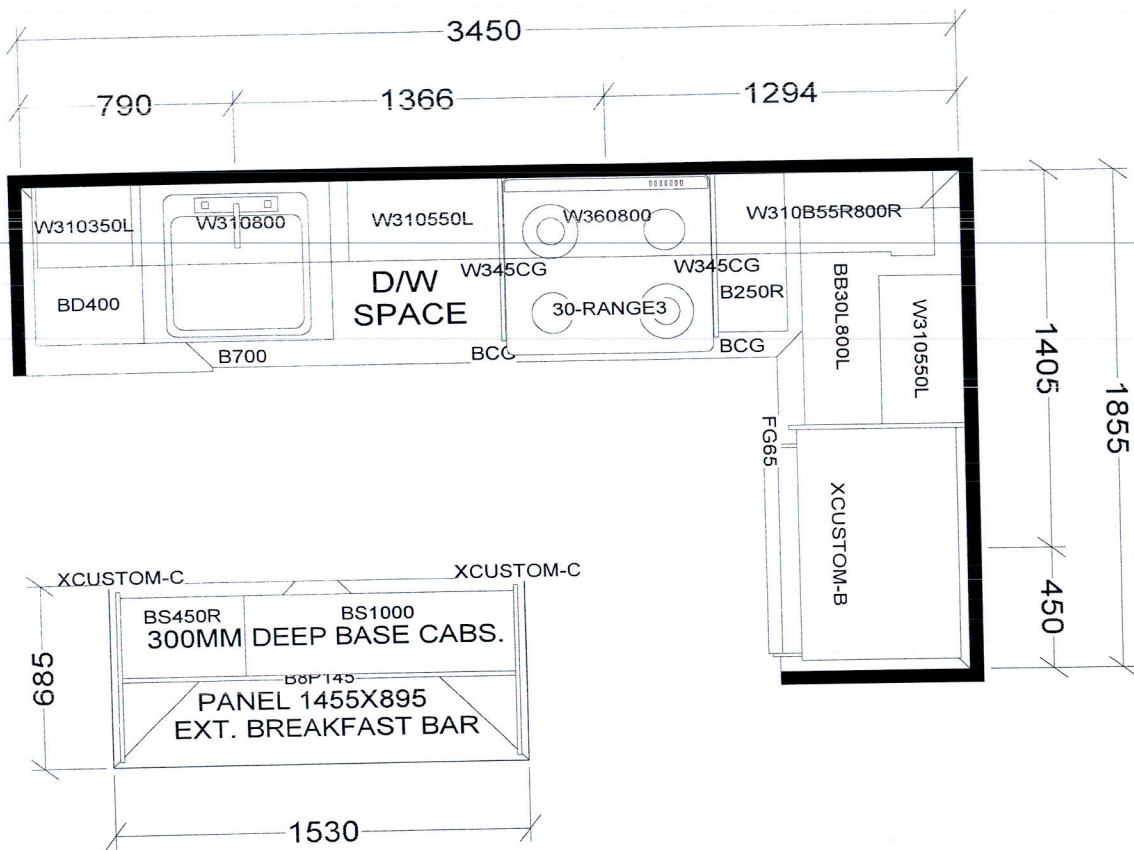 3450
790
1366
1294
W310350L
W310800
W310550L
W360800
W310B55R800R
W345CG
W345CG
D/W
SPACE
BD400
30-RANGE3
B250R
BB30L800L
W310550L
B700
BCG
BCG
1405
1855
FG65
XCUSTOM-B
450
XCUSTOM-C
XCUSTOM-C
BS450R
BS1000
300MM DEEP BASE CABS.
685
PANEL 1455X895
EXT. BREAKFAST BAR
1530